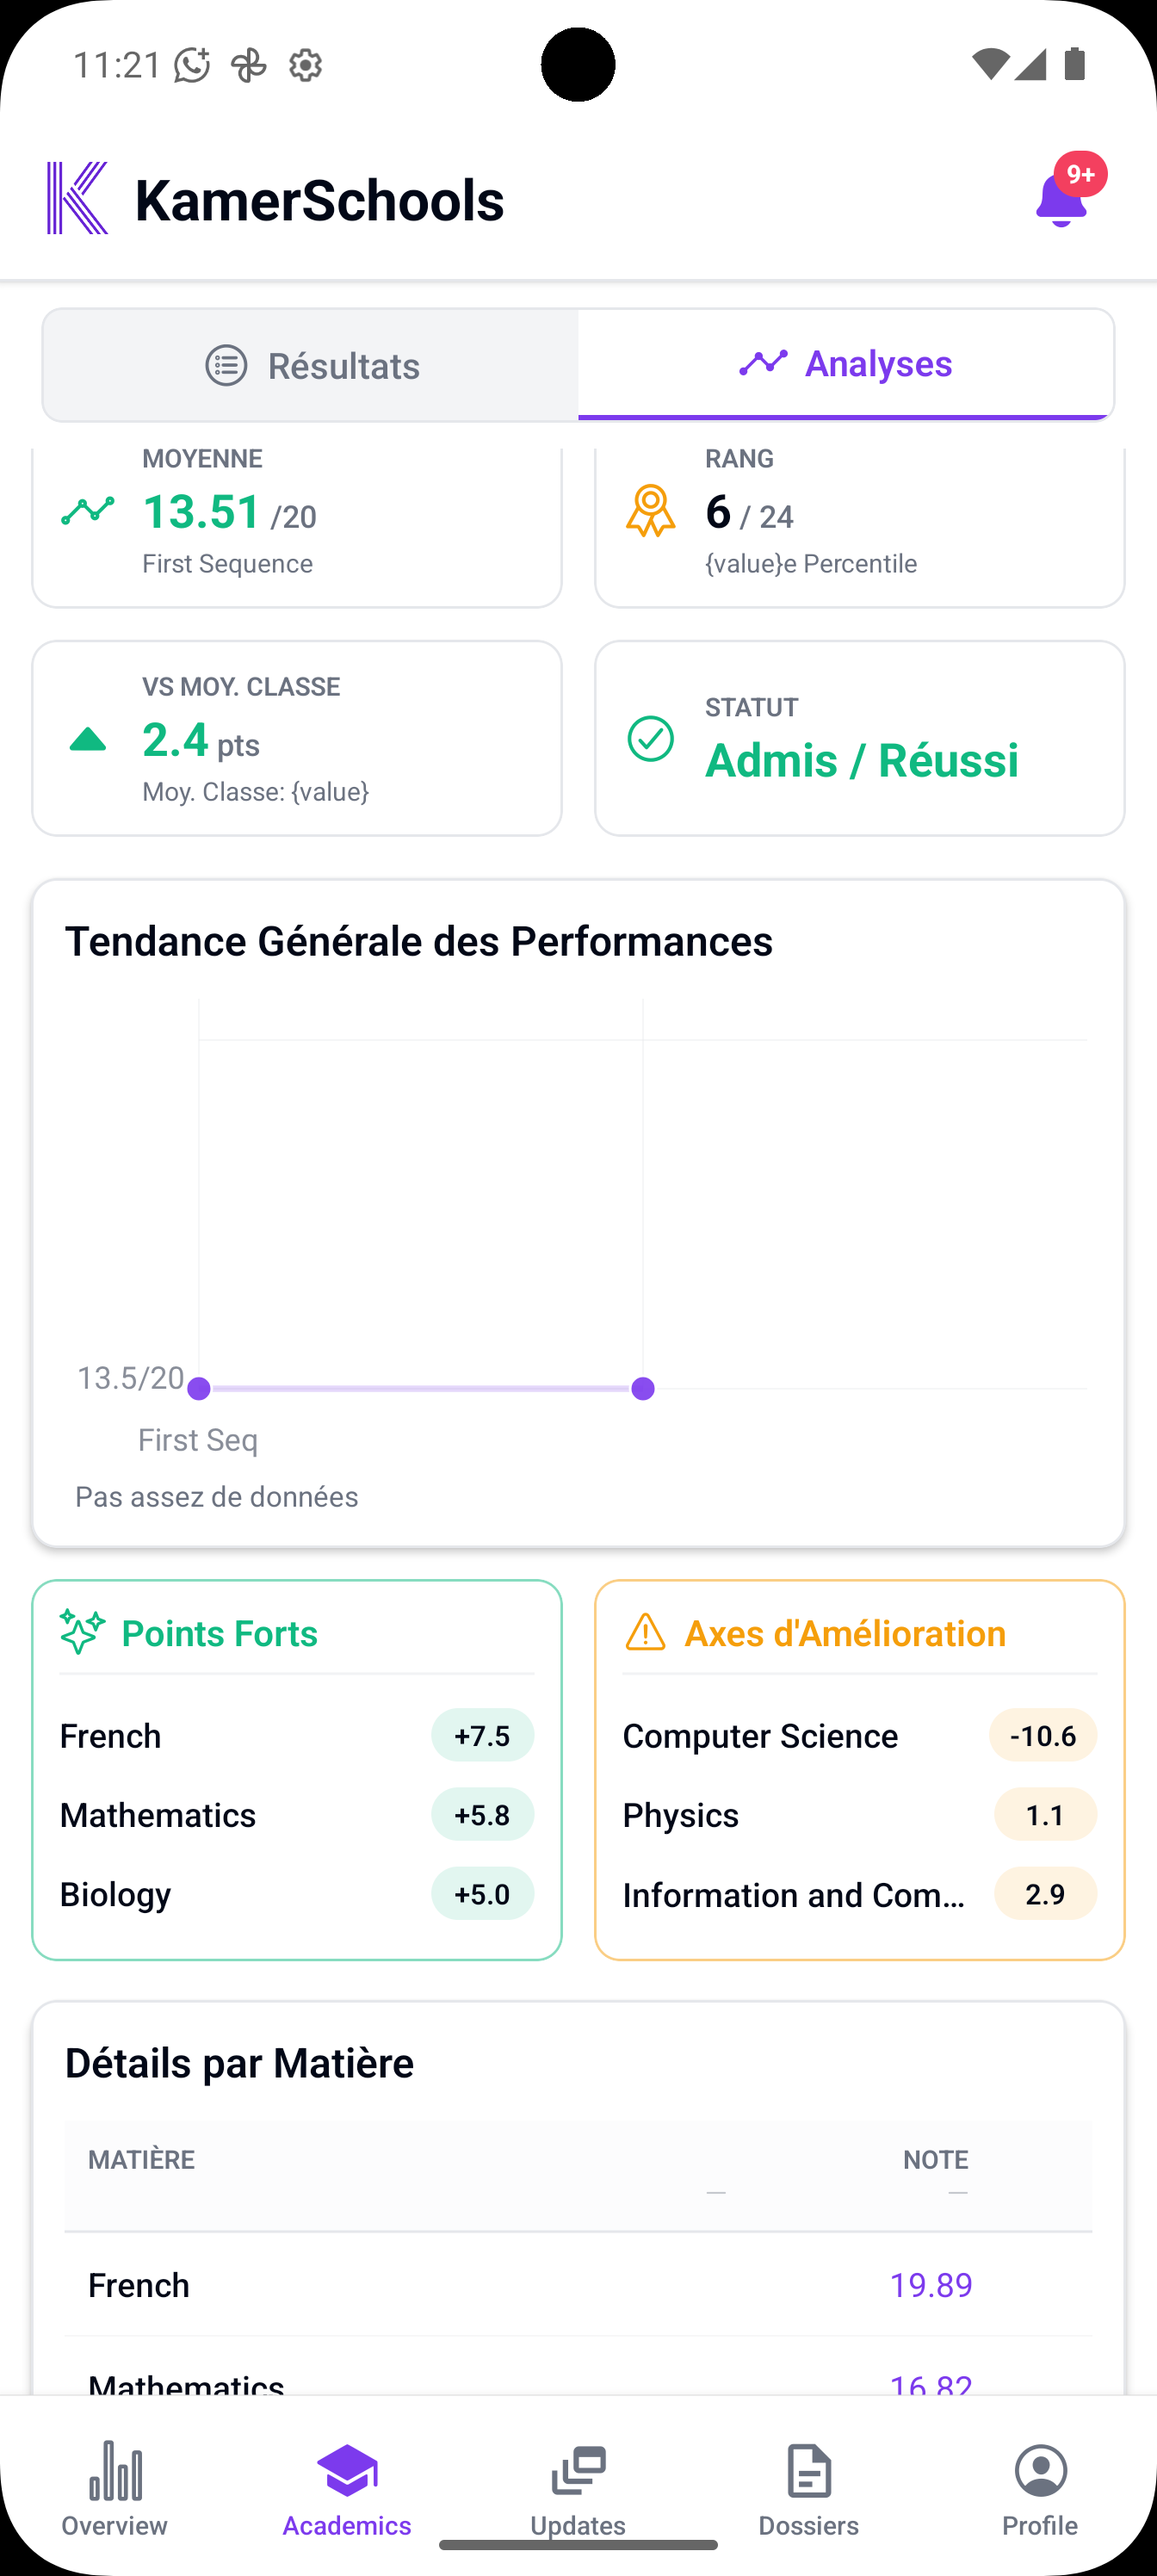 11:21
KamerSchools
9+
Résultats
Analyses
MOYENNE
13.51 /20
First Sequence
RANG
6 / 24
{value}e Percentile
VS MOY. CLASSE
2.4 pts
Moy. Classe: {value}
STATUT
Admis / Réussi
Tendance Générale des Performances
13.5/20
First Seq
Pas assez de données
Points Forts
French +7.5
Mathematics +5.8
Biology +5.0
Axes d'Amélioration
Computer Science -10.6
Physics 1.1
Information and Com... 2.9
Détails par Matière
MATIÈRE NOTE
— —
French 19.89
Mathematics 16.82
Overview
Academics
Updates
Dossiers
Profile